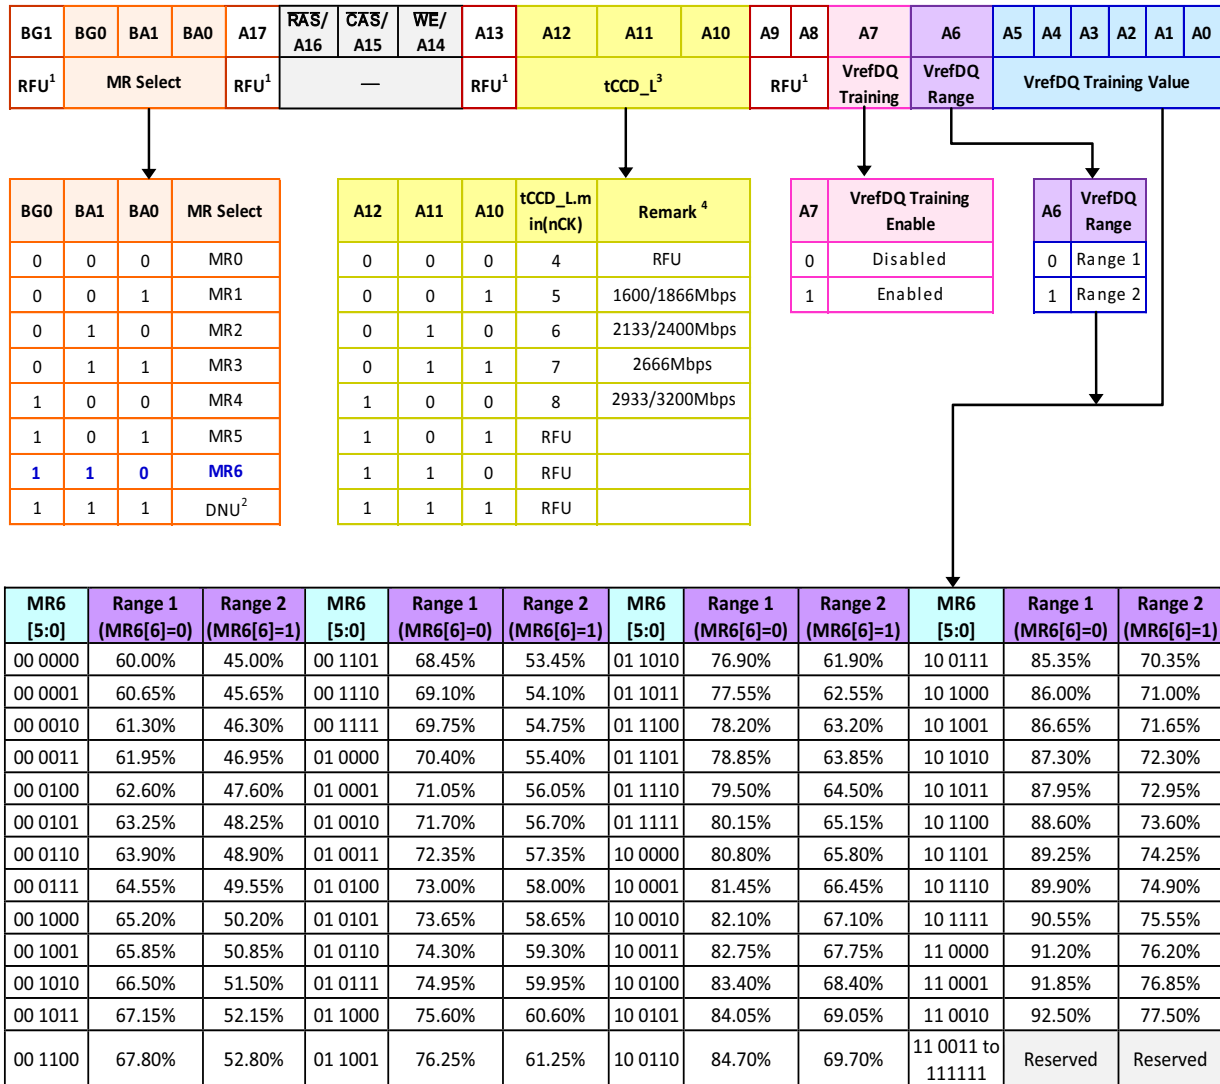 BG1 BG0 BA1 BA0 A17 RAS/ A16 CAS/ A15 WE/ A14 A13 A12 A11 A10 A9 A8 A7 A6 A5 A4 A3 A2 A1 A0
RFU1 MR Select RFU1 — RFU1 tCCD_L3 RFU1 VrefDQ Training VrefDQ Range VrefDQ Training Value
BG0 BA1 BA0 MR Select
0 0 0 MR0
0 0 1 MR1
0 1 0 MR2
0 1 1 MR3
1 0 0 MR4
1 0 1 MR5
1 1 0 MR6
1 1 1 DNU2
A12 A11 A10 tCCD_L.m in(nCK) Remark 4
0 0 0 4 RFU
0 0 1 5 1600/1866Mbps
0 1 0 6 2133/2400Mbps
0 1 1 7 2666Mbps
1 0 0 8 2933/3200Mbps
1 0 1 RFU
1 1 0 RFU
1 1 1 RFU
A7 VrefDQ Training Enable
0 Disabled
1 Enabled
A6 VrefDQ Range
0 Range 1
1 Range 2
MR6 [5:0] Range 1 (MR6[6]=0) Range 2 (MR6[6]=1) MR6 [5:0] Range 1 (MR6[6]=0) Range 2 (MR6[6]=1) MR6 [5:0] Range 1 (MR6[6]=0) Range 2 (MR6[6]=1) MR6 [5:0] Range 1 (MR6[6]=0) Range 2 (MR6[6]=1)
00 0000 60.00% 45.00% 00 1101 68.45% 53.45% 01 1010 76.90% 61.90% 10 0111 85.35% 70.35%
00 0001 60.65% 45.65% 00 1110 69.10% 54.10% 01 1011 77.55% 62.55% 10 1000 86.00% 71.00%
00 0010 61.30% 46.30% 00 1111 69.75% 54.75% 01 1100 78.20% 63.20% 10 1001 86.65% 71.65%
00 0011 61.95% 46.95% 01 0000 70.40% 55.40% 01 1101 78.85% 63.85% 10 1010 87.30% 72.30%
00 0100 62.60% 47.60% 01 0001 71.05% 56.05% 01 1110 79.50% 64.50% 10 1011 87.95% 72.95%
00 0101 63.25% 48.25% 01 0010 71.70% 56.70% 01 1111 80.15% 65.15% 10 1100 88.60% 73.60%
00 0110 63.90% 48.90% 01 0011 72.35% 57.35% 10 0000 80.80% 65.80% 10 1101 89.25% 74.25%
00 0111 64.55% 49.55% 01 0100 73.00% 58.00% 10 0001 81.45% 66.45% 10 1110 89.90% 74.90%
00 1000 65.20% 50.20% 01 0101 73.65% 58.65% 10 0010 82.10% 67.10% 10 1111 90.55% 75.55%
00 1001 65.85% 50.85% 01 0110 74.30% 59.30% 10 0011 82.75% 67.75% 11 0000 91.20% 76.20%
00 1010 66.50% 51.50% 01 0111 74.95% 59.95% 10 0100 83.40% 68.40% 11 0001 91.85% 76.85%
00 1011 67.15% 52.15% 01 1000 75.60% 60.60% 10 0101 84.05% 69.05% 11 0010 92.50% 77.50%
00 1100 67.80% 52.80% 01 1001 76.25% 61.25% 10 0110 84.70% 69.70% 11 0011 to 111111 Reserved Reserved